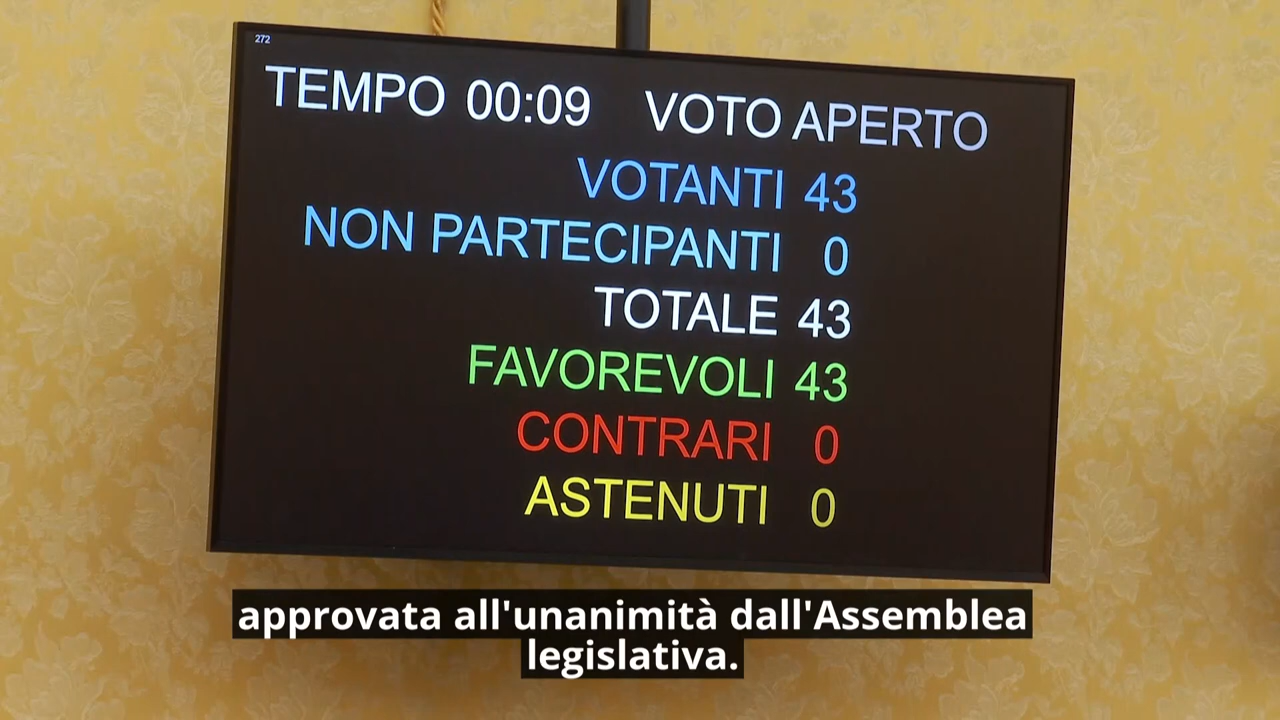 272
TEMPO 00:09 VOTO APERTO
VOTANTI 43
NON PARTECIPANTI 0
TOTALE 43
FAVOREVOLI 43
CONTRARI 0
ASTENUTI 0
approvata all'unanimità dall'Assemblea
legislativa.